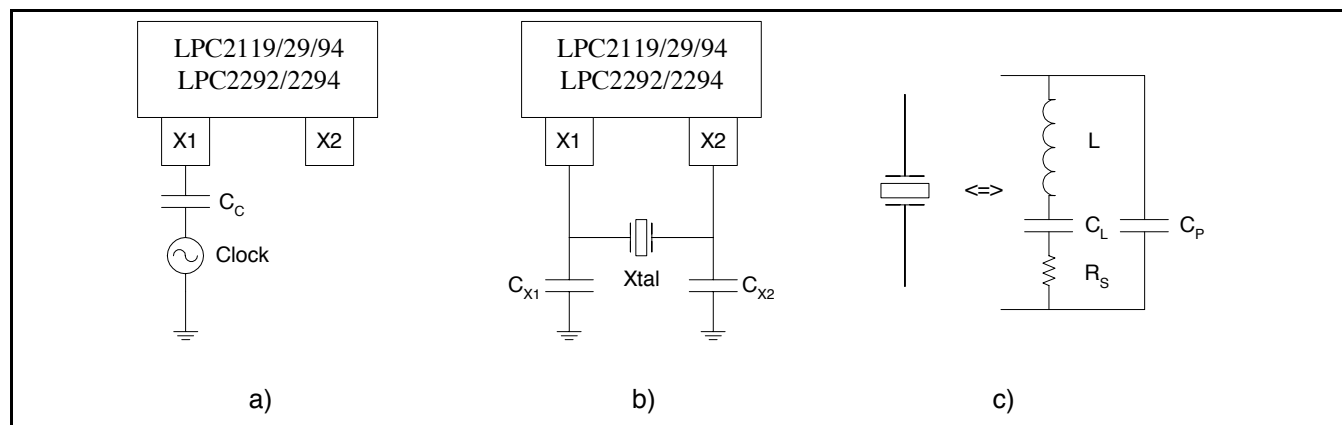 LPC2119/29/94
LPC2292/2294
X1
X2
C_C
Clock
a)
LPC2119/29/94
LPC2292/2294
X1
X2
C_X1
Xtal
C_X2
b)
<=>
L
C_L
C_P
R_S
c)